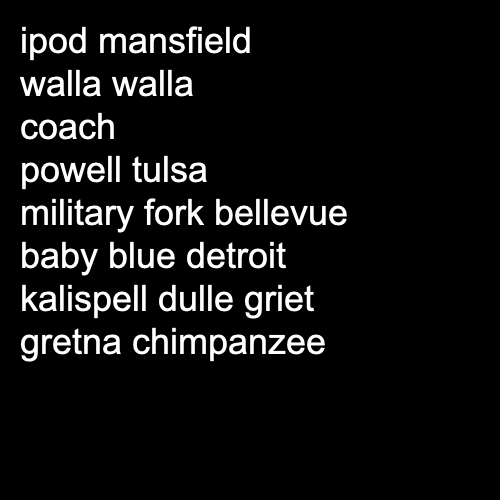 ipod mansfield
walla walla
coach
powell tulsa
military fork bellevue
baby blue detroit
kalispell dulle griet
gretna chimpanzee